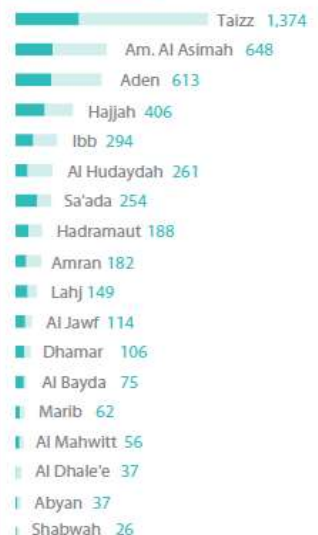 Taizz 1,374
Am. Al Asimah 648
Aden 613
Hajjah 406
Ibb 294
Al Hudaydah 261
Sa'ada 254
Hadramaut 188
Amran 182
Lahj 149
Al Jawf 114
Dhamar 106
Al Bayda 75
Marib 62
Al Mahwitt 56
Al Dhale'e 37
Abyan 37
Shabwah 26